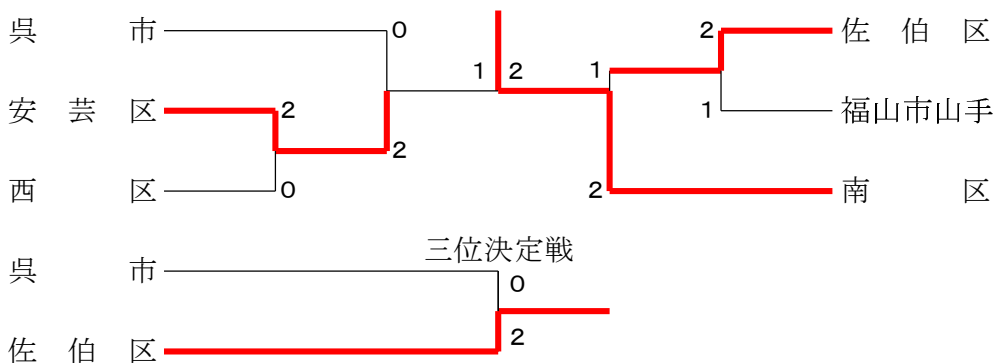 呉市 0 2 佐伯区
1 2 1
安芸区 2 1 福山市山手
2
西区 0 2 南区
三位決定戦
呉市 0
佐伯区 2